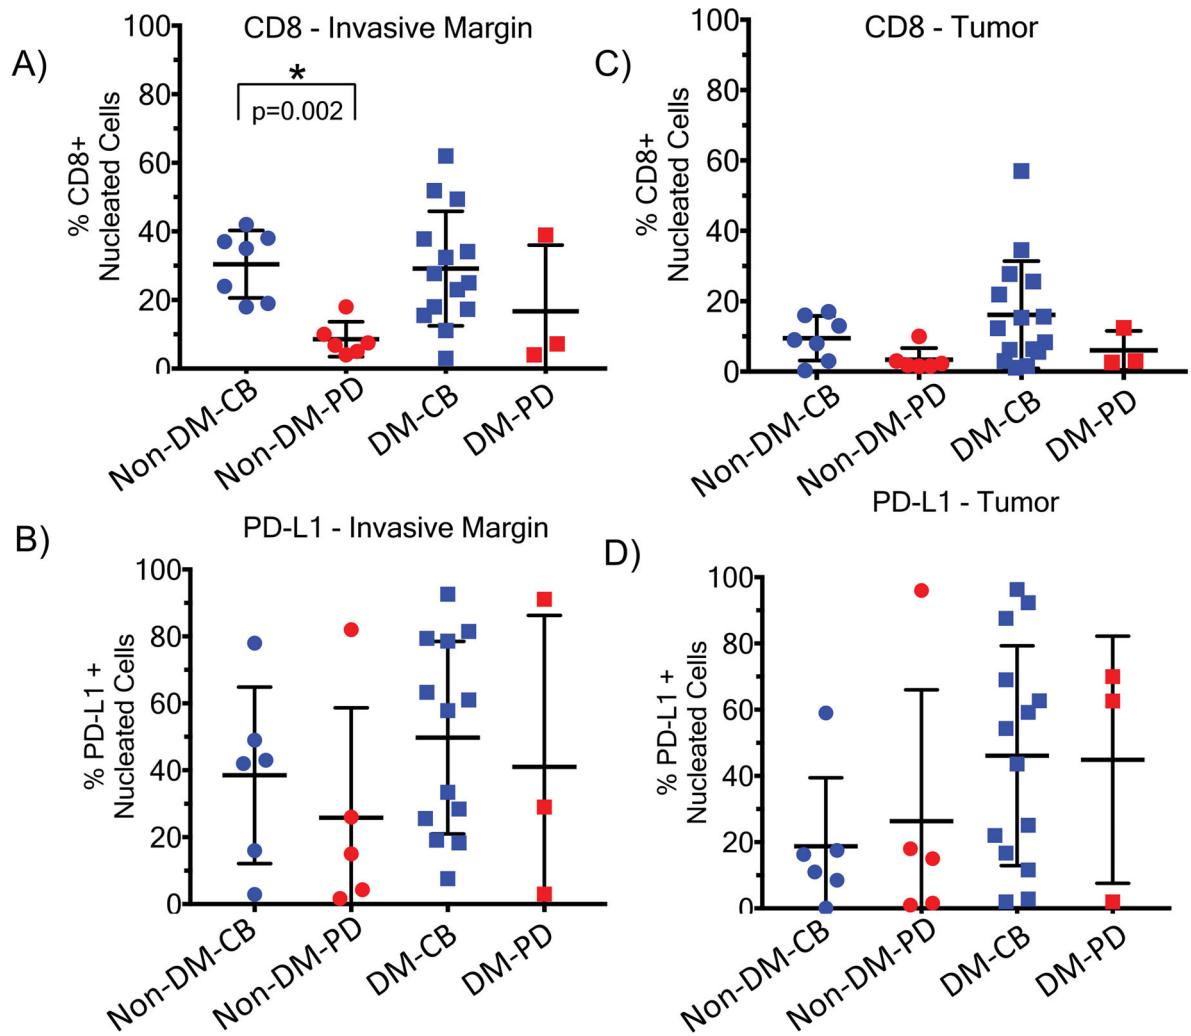 A)
CD8 - Invasive Margin
% CD8+
Nucleated Cells
100
80
60
40
20
0
*
p=0.002
Non-DM-CB
Non-DM-PD
DM-CB
DM-PD
C)
CD8 - Tumor
% CD8+
Nucleated Cells
100
80
60
40
20
0
Non-DM-CB
Non-DM-PD
DM-CB
DM-PD
B)
PD-L1 - Invasive Margin
% PD-L1 +
Nucleated Cells
100
80
60
40
20
0
Non-DM-CB
Non-DM-PD
DM-CB
DM-PD
D)
PD-L1 - Tumor
% PD-L1 +
Nucleated Cells
100
80
60
40
20
0
Non-DM-CB
Non-DM-PD
DM-CB
DM-PD